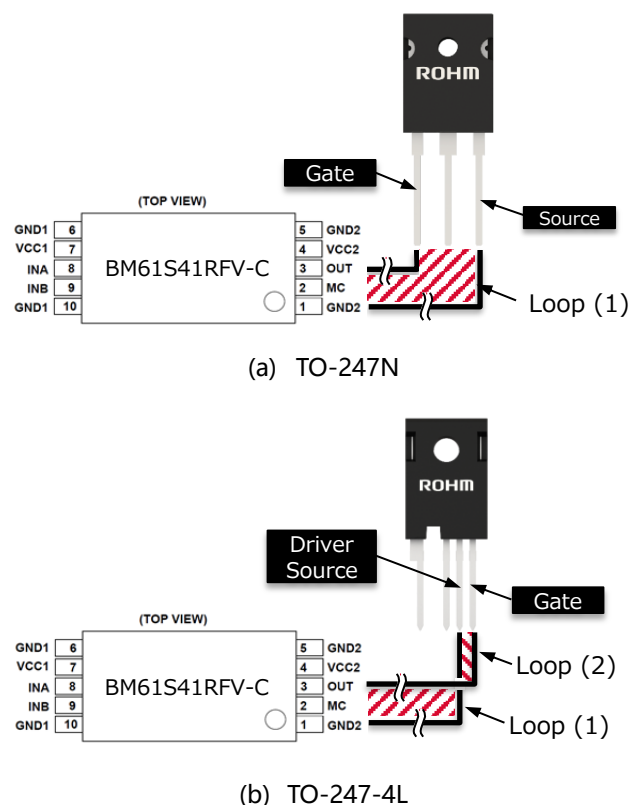 ROHM
Gate
Source
(TOP VIEW)
GND1 6
VCC1 7
INA 8
INB 9
GND1 10
BM61S41RFV-C
5 GND2
4 VCC2
3 OUT
2 MC
1 GND2
Loop (1)
(a) TO-247N
ROHM
Driver
Source
Gate
(TOP VIEW)
GND1 6
VCC1 7
INA 8
INB 9
GND1 10
BM61S41RFV-C
5 GND2
4 VCC2
3 OUT
2 MC
1 GND2
Loop (2)
Loop (1)
(b) TO-247-4L